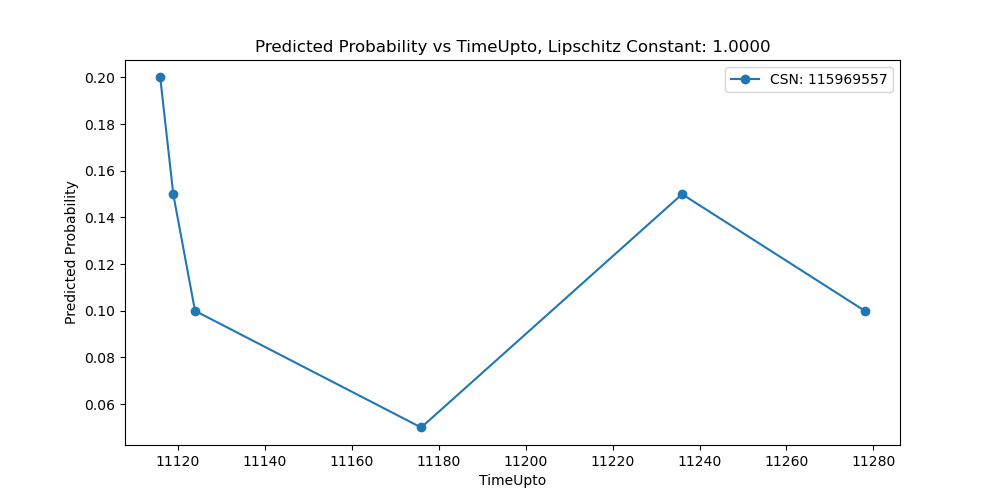 Predicted Probability vs TimeUpto, Lipschitz Constant: 1.0000
CSN: 115969557
Predicted Probability
0.20
0.18
0.16
0.14
0.12
0.10
0.08
0.06
11120 11140 11160 11180 11200 11220 11240 11260 11280
TimeUpto